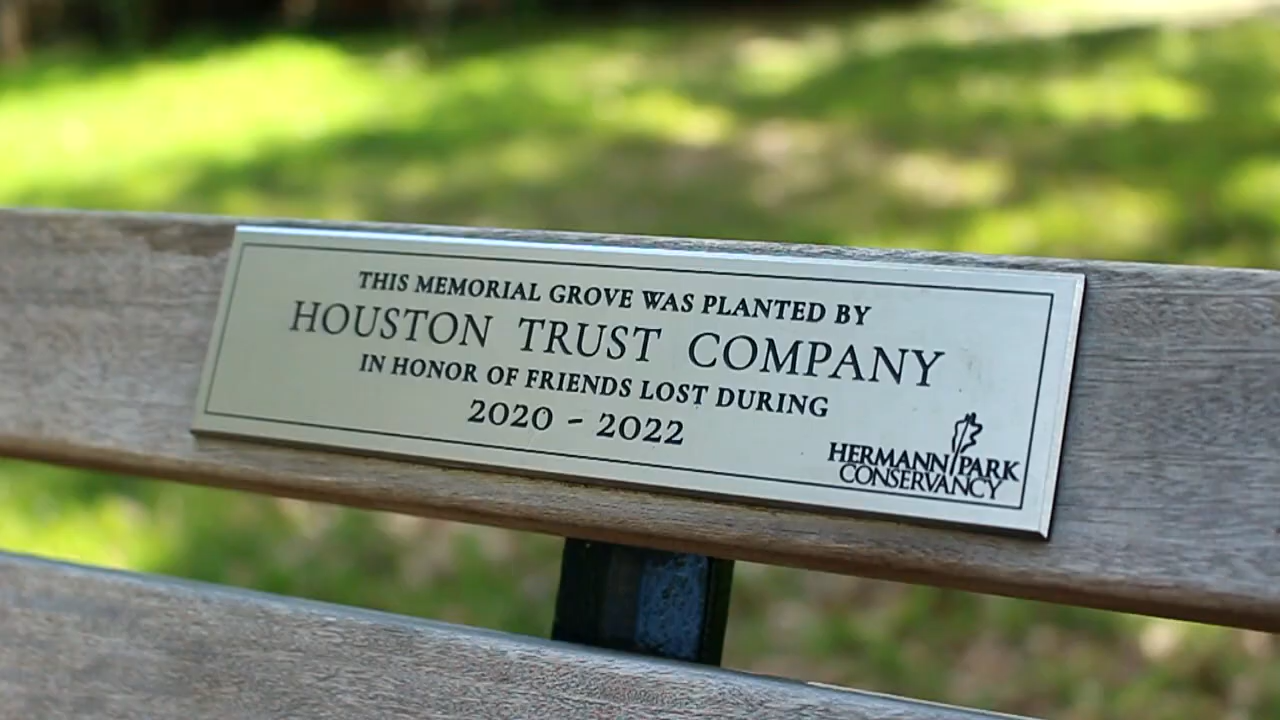 THIS MEMORIAL GROVE WAS PLANTED BY
HOUSTON TRUST COMPANY
IN HONOR OF FRIENDS LOST DURING
2020 - 2022
HERMANN PARK
CONSERVANCY